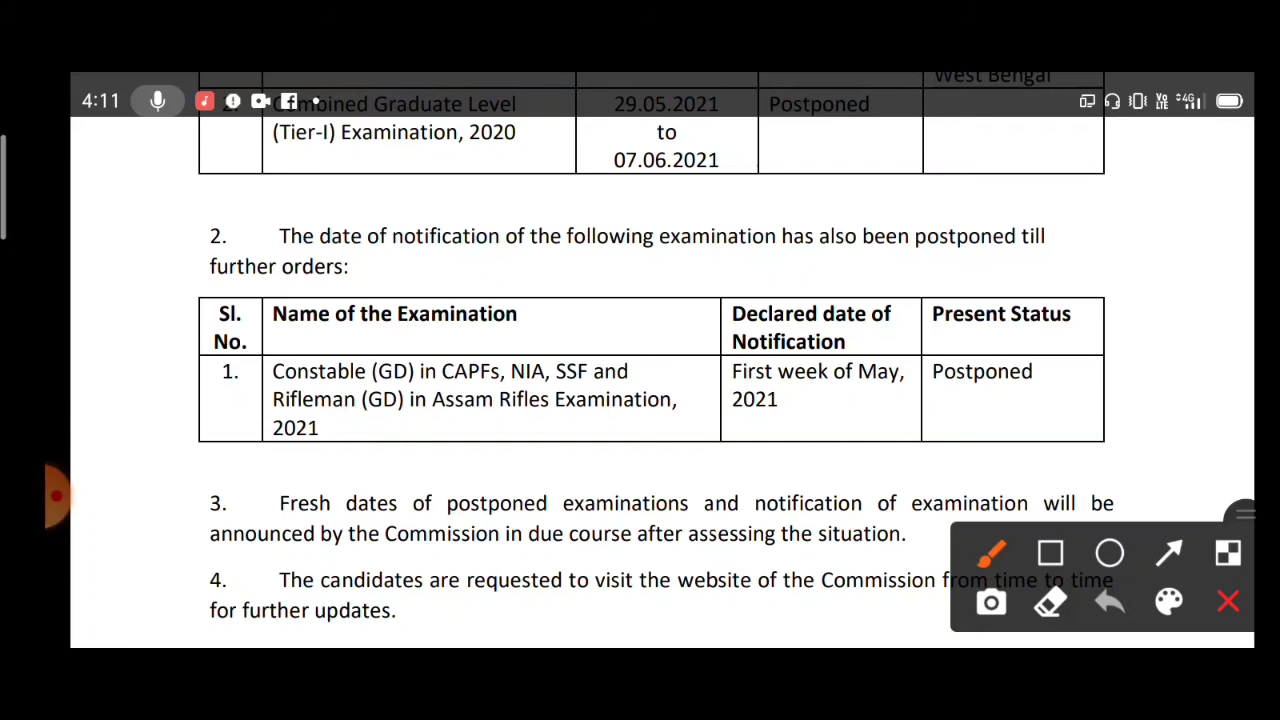 West Bengal
4:11
2. Combined Graduate Level 29.05.2021 Postponed
(Tier-I) Examination, 2020 to
07.06.2021
2. The date of notification of the following examination has also been postponed till
further orders:
Sl. Name of the Examination Declared date of Present Status
No. Notification
1. Constable (GD) in CAPFs, NIA, SSF and First week of May, Postponed
Rifleman (GD) in Assam Rifles Examination, 2021
2021
3. Fresh dates of postponed examinations and notification of examination will be
announced by the Commission in due course after assessing the situation.
4. The candidates are requested to visit the website of the Commission from time to time
for further updates.